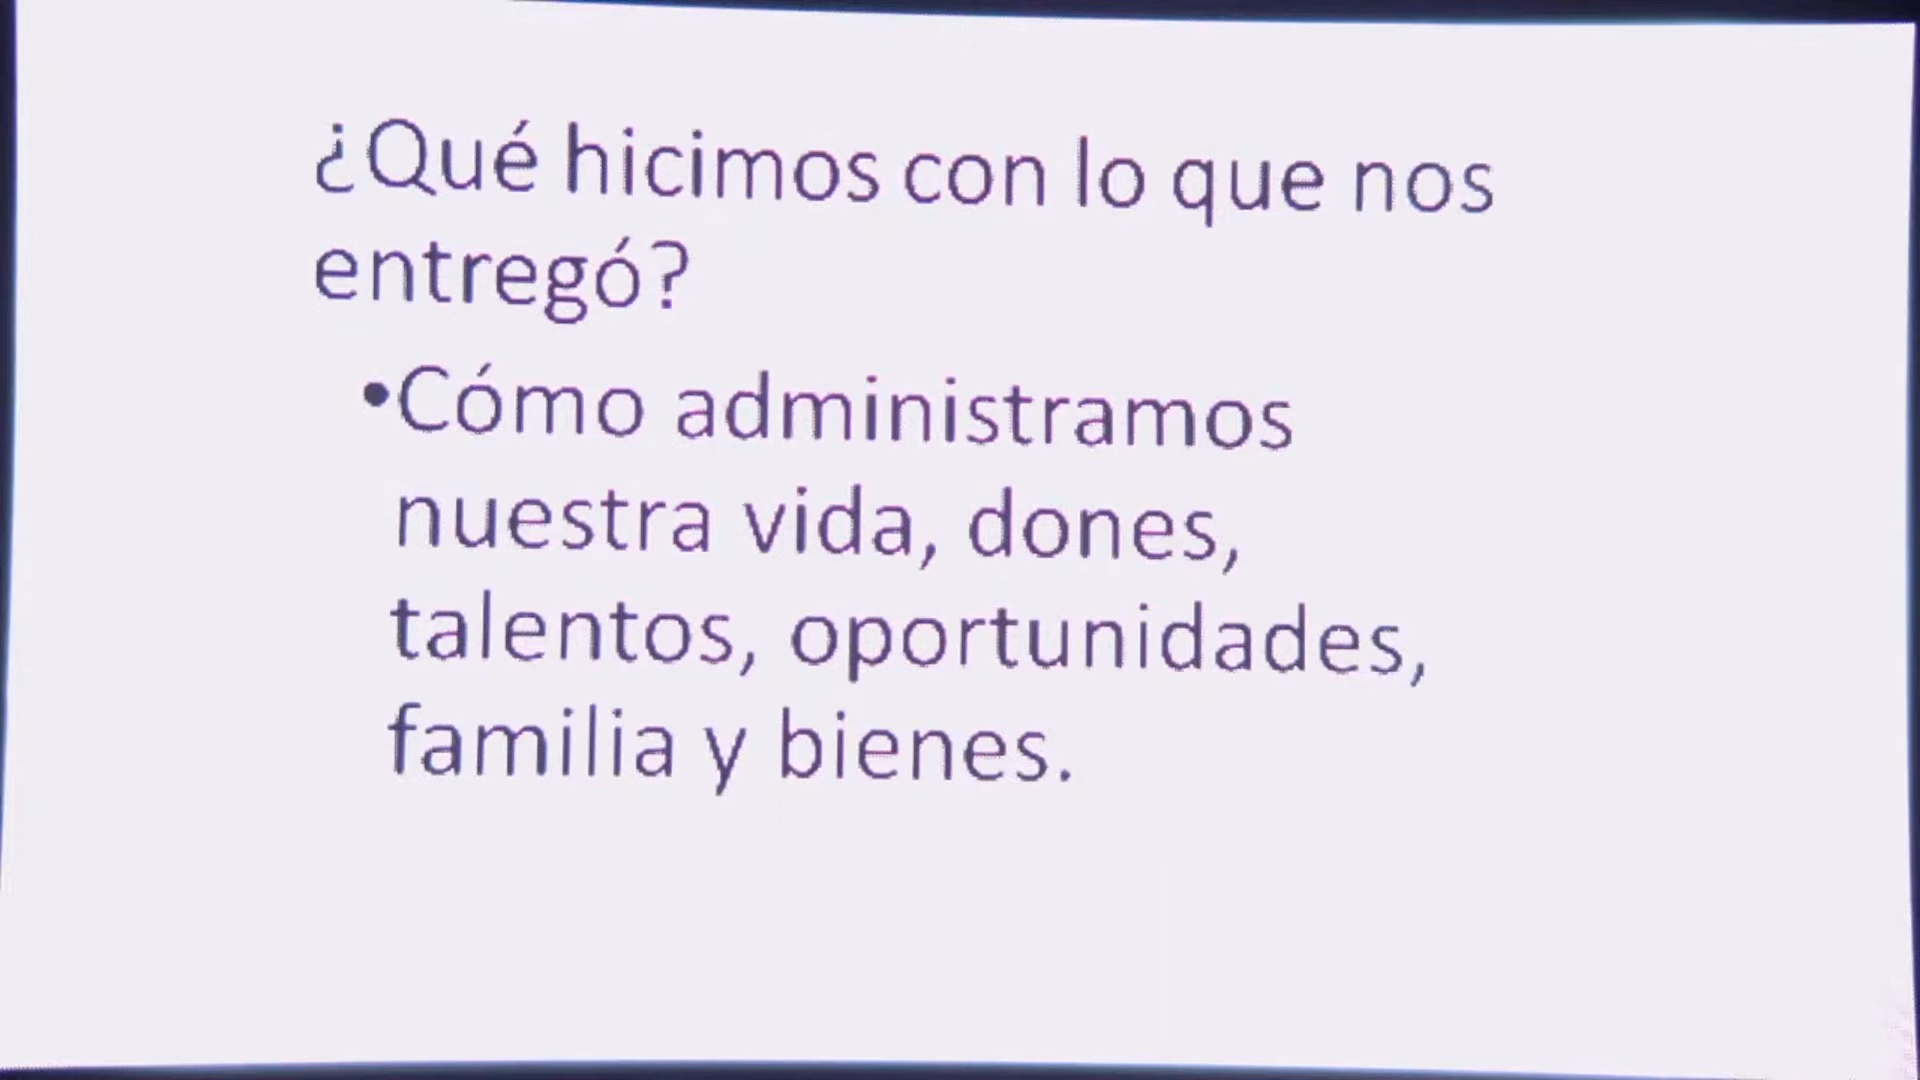 ¿Qué hicimos con lo que nos
entregó?
•Cómo administramos
nuestra vida, dones,
talentos, oportunidades,
familia y bienes.